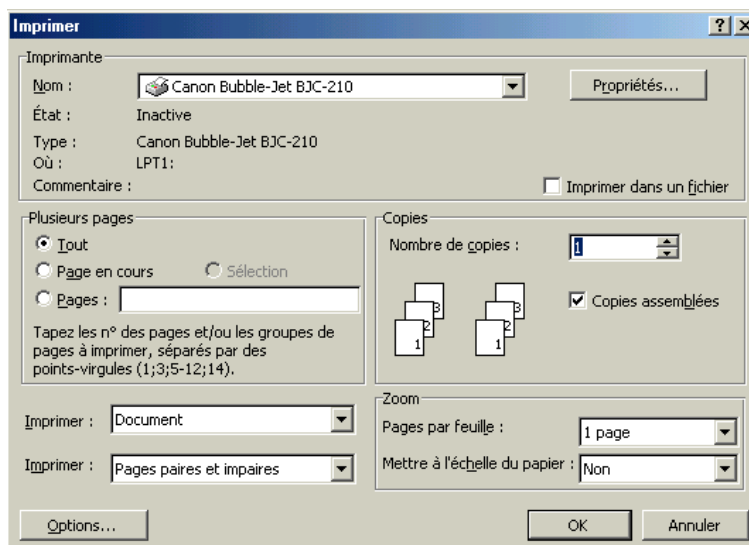 Imprimer
Imprimante
Nom : Canon Bubble-Jet BJC-210 Propriétés...
État : Inactive
Type : Canon Bubble-Jet BJC-210
Où : LPT1:
Commentaire : Imprimer dans un fichier
Plusieurs pages
Tout
Page en cours Sélection
Pages :
Tapez les n° des pages et/ou les groupes de
pages à imprimer, séparés par des
points-virgules (1;3;5-12;14).
Copies
Nombre de copies : 1
3 3
2 2
1 1
Copies assemblées
Imprimer : Document
Imprimer : Pages paires et impaires
Zoom
Pages par feuille : 1 page
Mettre à l'échelle du papier : Non
Options... OK Annuler